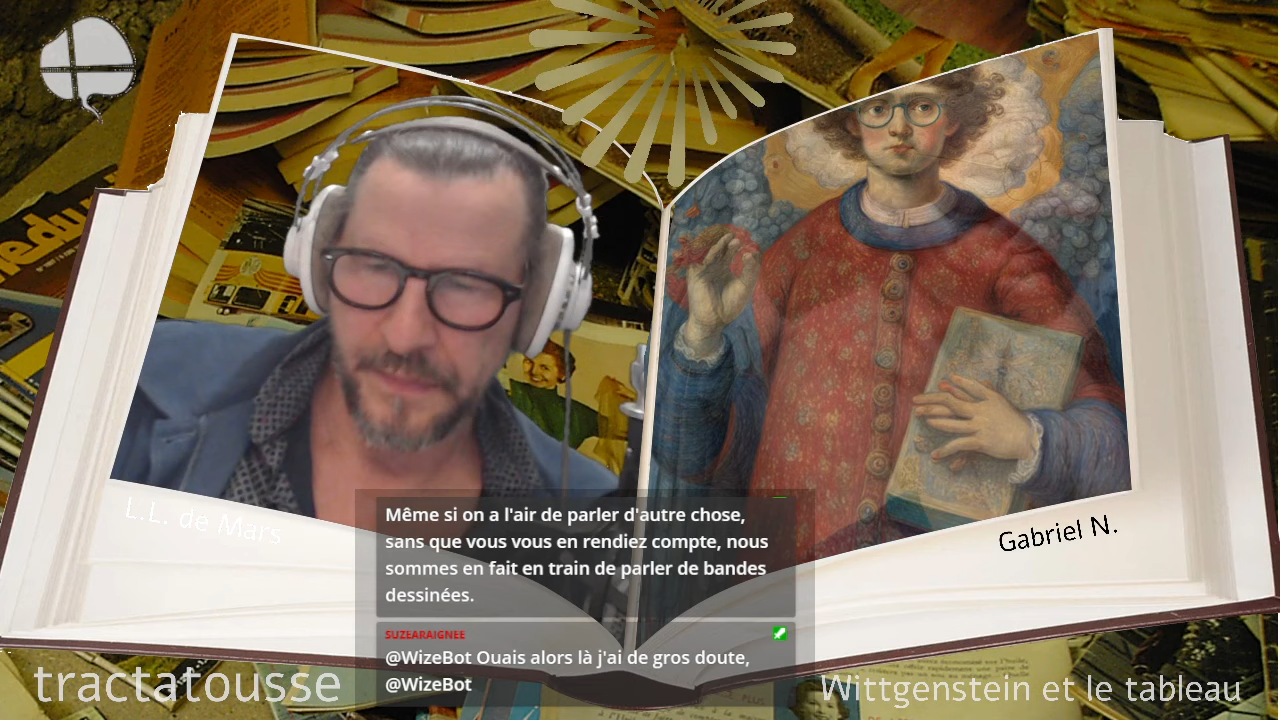 L.L. de Mars
Gabriel N.
Même si on a l'air de parler d'autre chose,
sans que vous vous en rendiez compte, nous
sommes en fait en train de parler de bandes
dessinées.
SUZEARAIGNEE
@WizeBot Ouais alors là j'ai de gros doute,
@WizeBot
tractatousse
Wittgenstein et le tableau